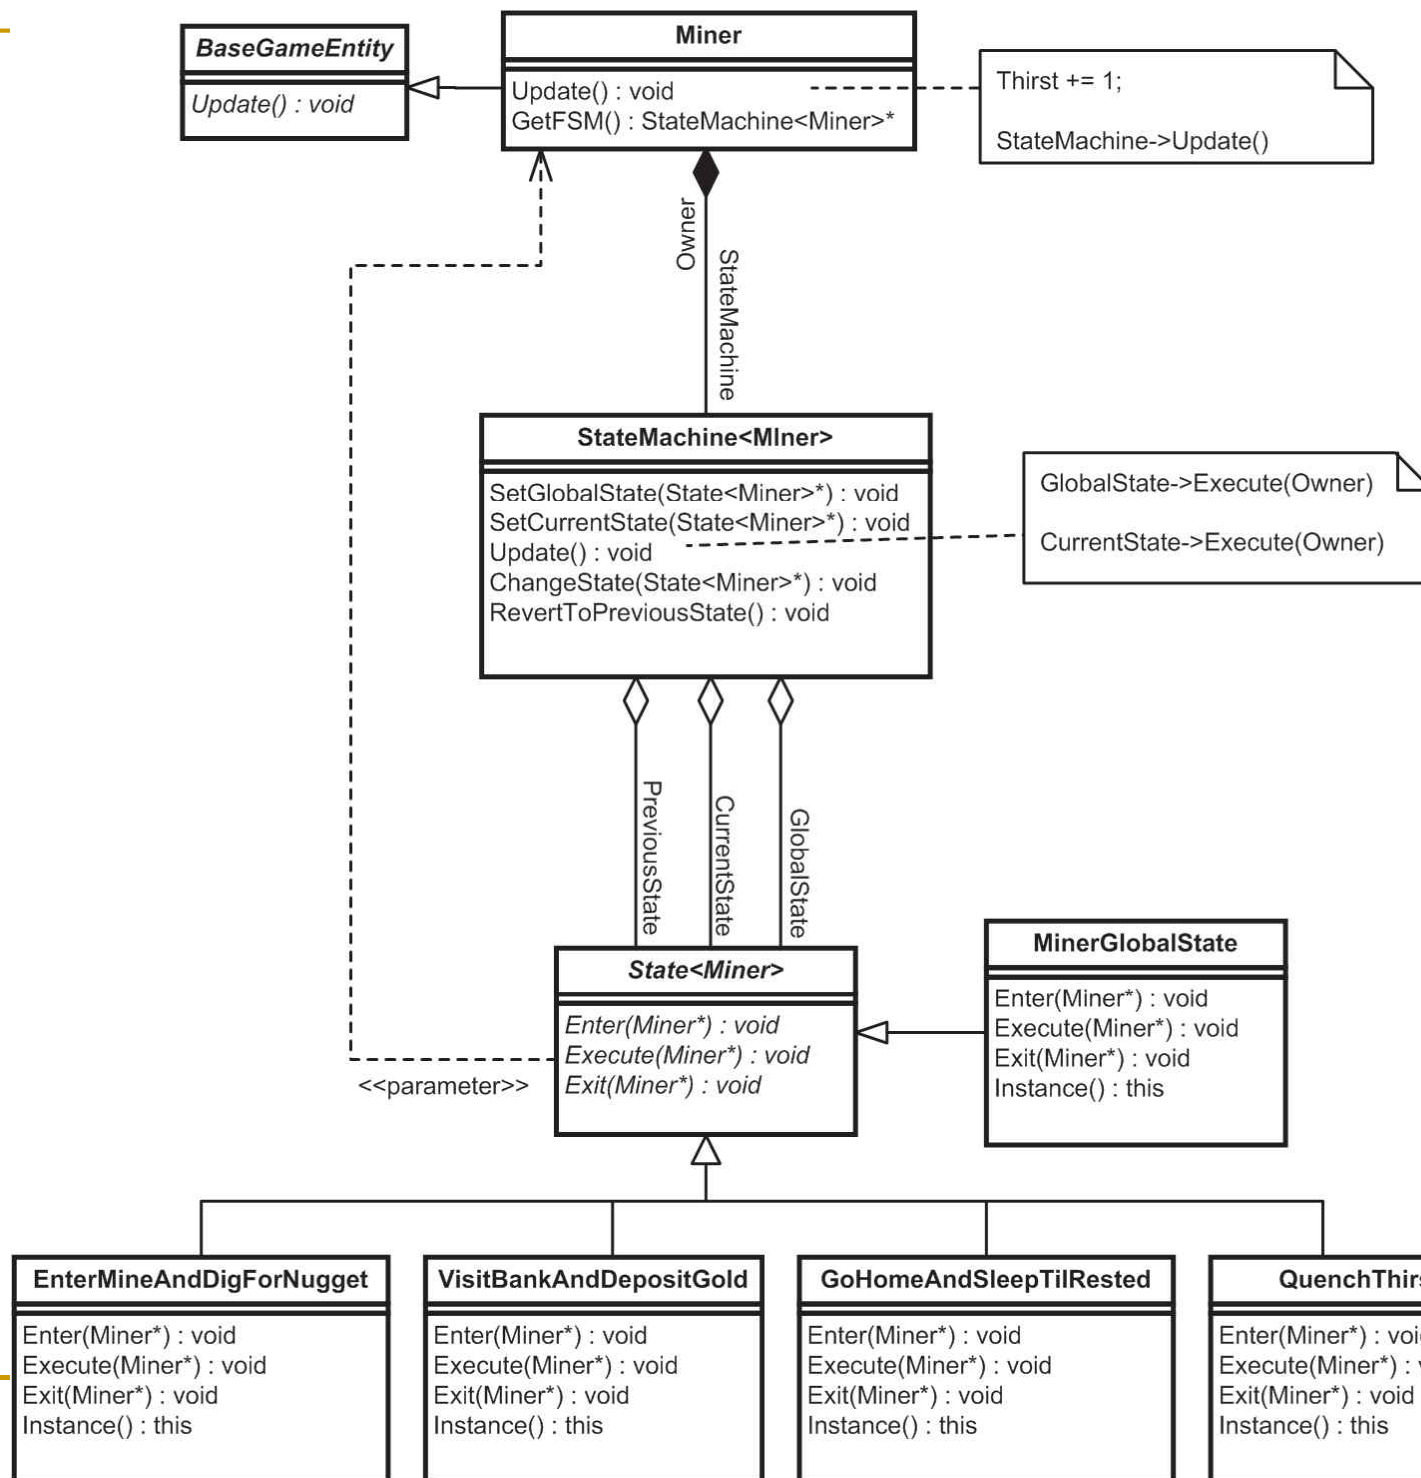 BaseGameEntity
Update() : void
Miner
Update() : void
GetFSM() : StateMachine<Miner>*
Thirst += 1;
StateMachine->Update()
Owner
StateMachine
StateMachine<MIner>
SetGlobalState(State<Miner>*) : void
SetCurrentState(State<Miner>*) : void
Update() : void
ChangeState(State<Miner>*) : void
RevertToPreviousState() : void
GlobalState->Execute(Owner)
CurrentState->Execute(Owner)
PreviousState
CurrentState
GlobalState
State<Miner>
Enter(Miner*) : void
Execute(Miner*) : void
Exit(Miner*) : void
<<parameter>>
MinerGlobalState
Enter(Miner*) : void
Execute(Miner*) : void
Exit(Miner*) : void
Instance() : this
EnterMineAndDigForNugget
Enter(Miner*) : void
Execute(Miner*) : void
Exit(Miner*) : void
Instance() : this
VisitBankAndDepositGold
Enter(Miner*) : void
Execute(Miner*) : void
Exit(Miner*) : void
Instance() : this
GoHomeAndSleepTilRested
Enter(Miner*) : void
Execute(Miner*) : void
Exit(Miner*) : void
Instance() : this
Enter(Miner*) :
Execute(Miner*) :
Exit(Miner*) : void
Instance() : this